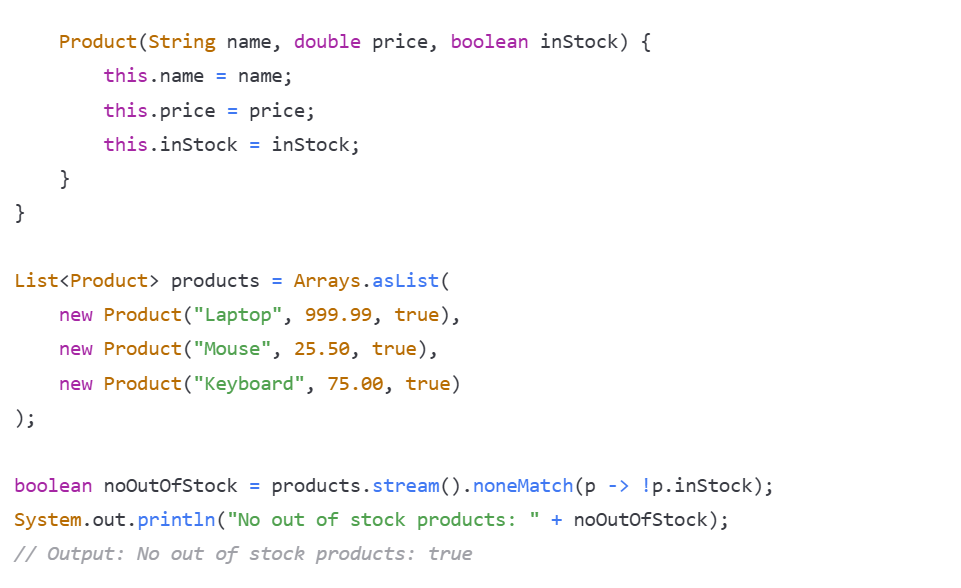 Product(String name, double price, boolean inStock) {
this.name = name;
this.price = price;
this.inStock = inStock;
}
}
List<Product> products = Arrays.asList(
new Product("Laptop", 999.99, true),
new Product("Mouse", 25.50, true),
new Product("Keyboard", 75.00, true)
);
boolean noOutOfStock = products.stream().noneMatch(p -> !p.inStock);
System.out.println("No out of stock products: " + noOutOfStock);
// Output: No out of stock products: true